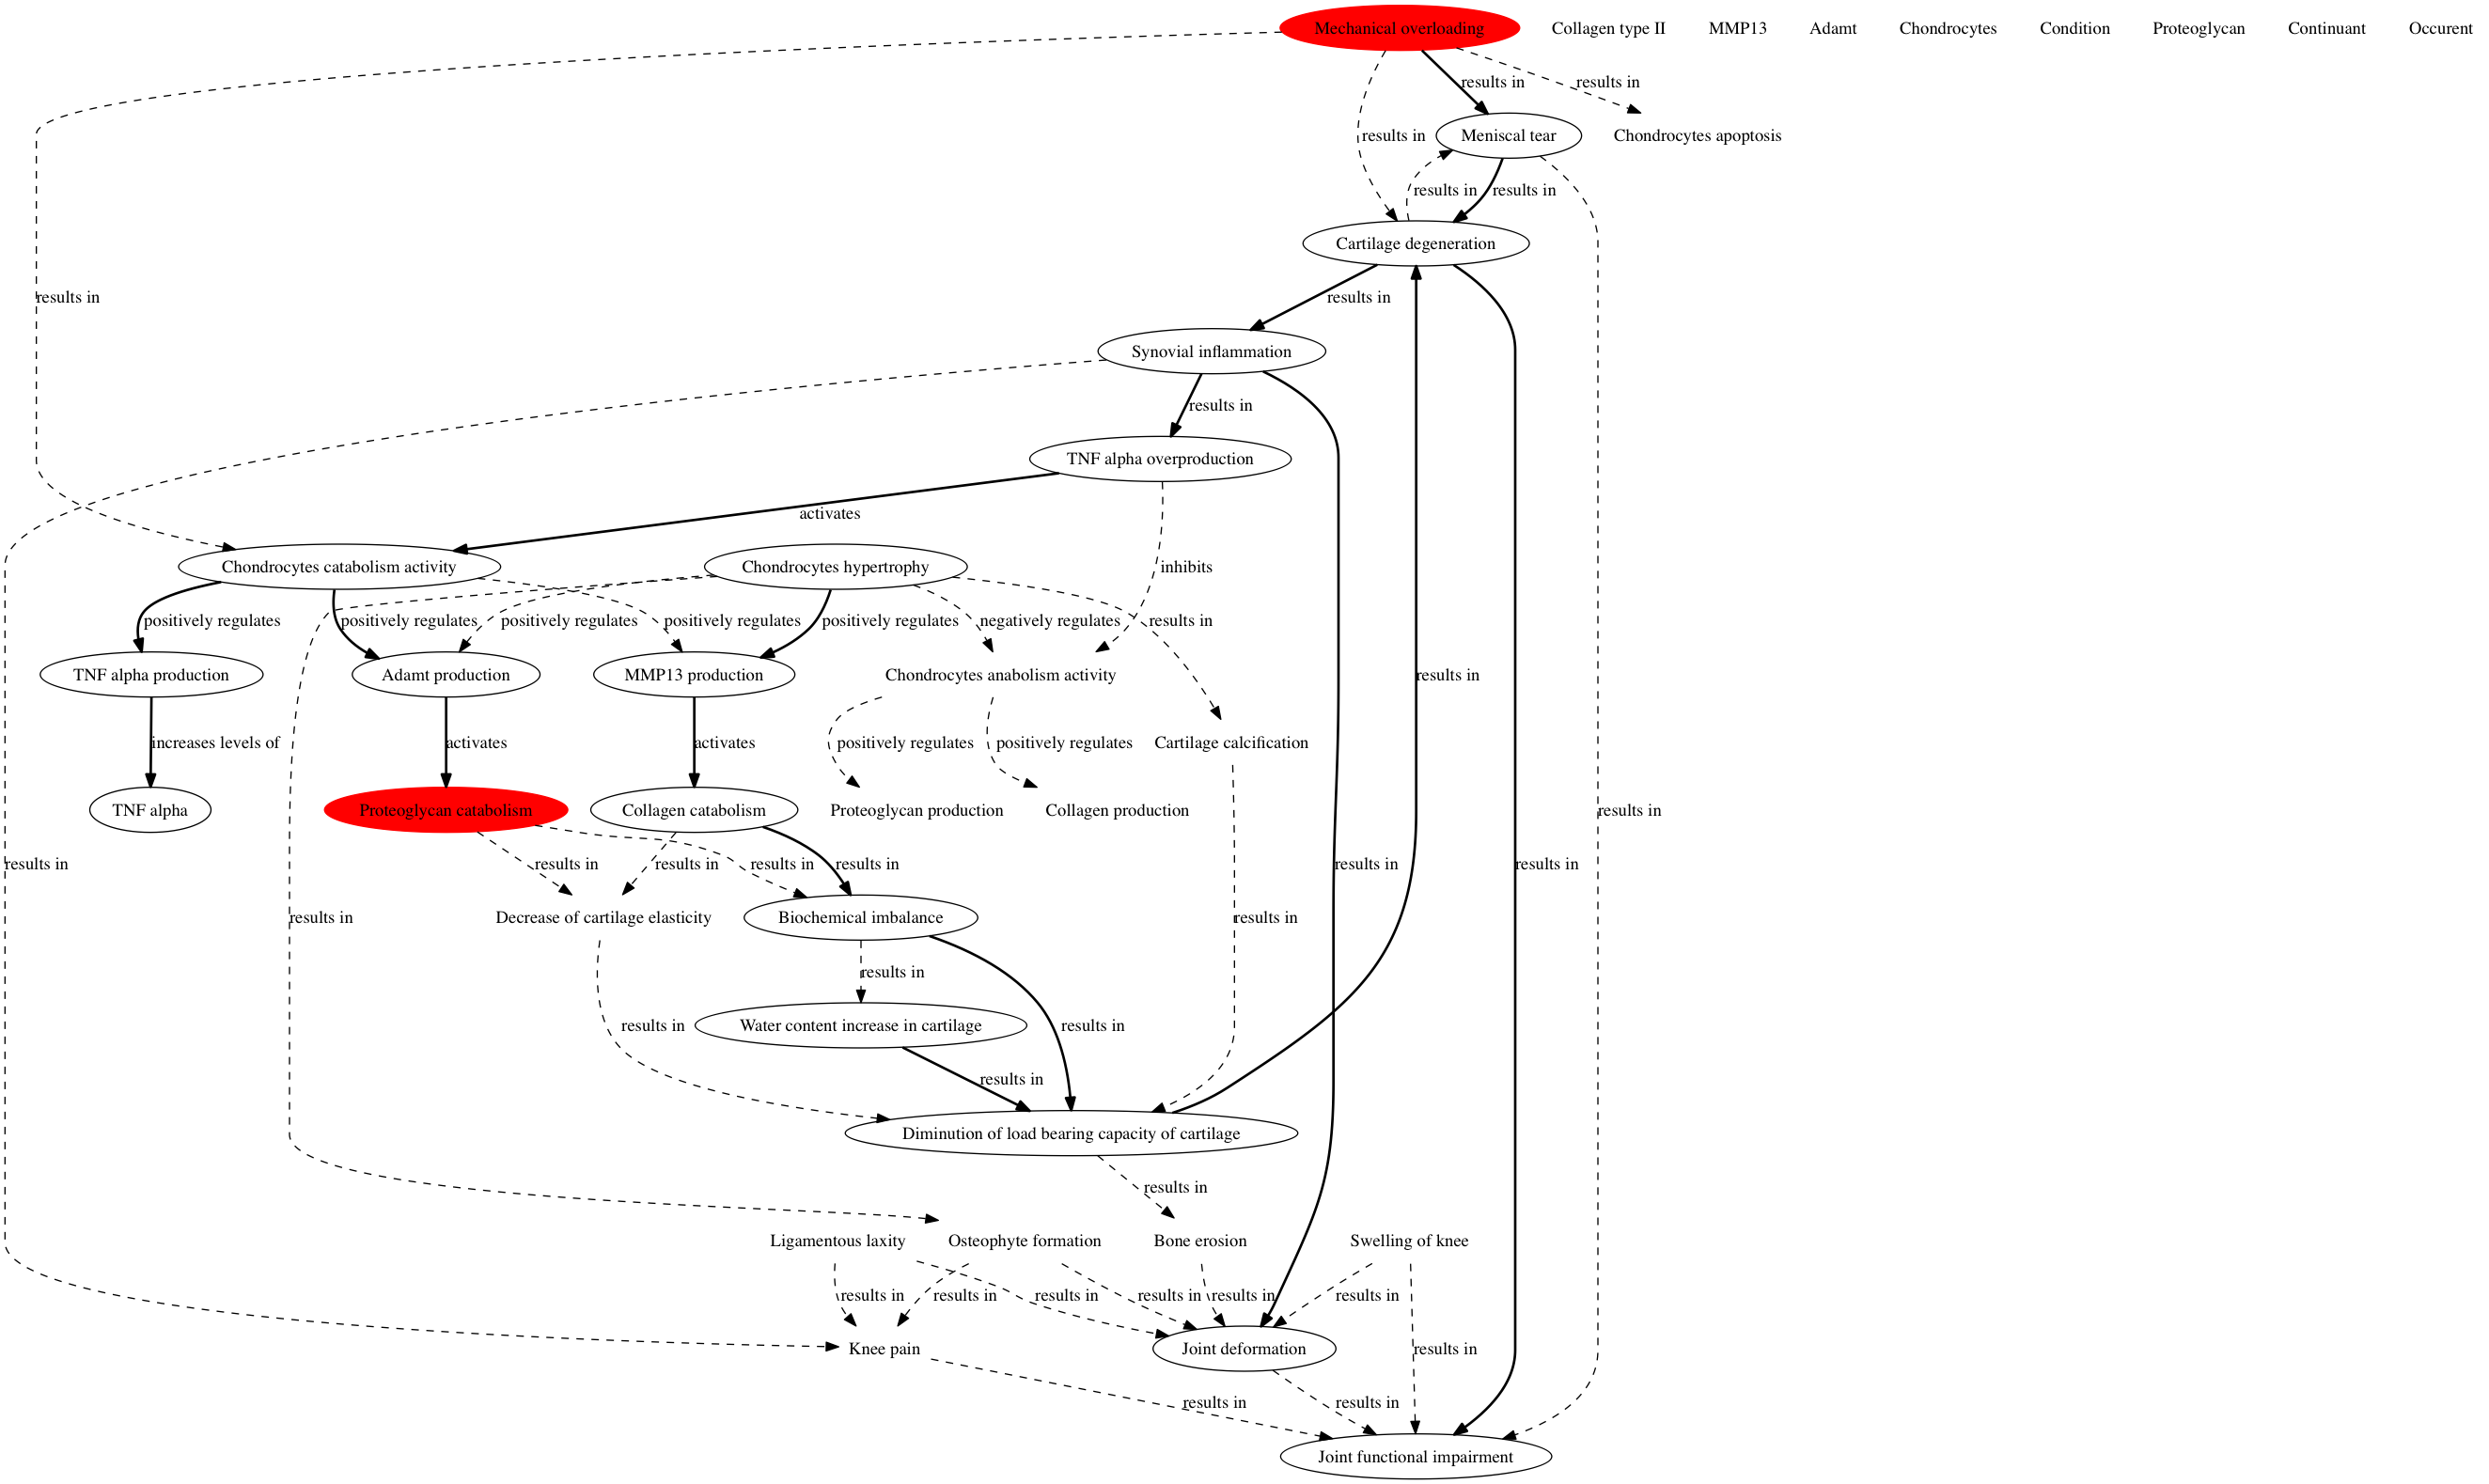 Mechanical overloading
Collagen type II
MMP13
Adamt
Chondrocytes
Condition
Proteoglycan
Continuant
Occurent
results in
results in
results in
Meniscal tear
Chondrocytes apoptosis
results in
results in
Cartilage degeneration
results in
results in
Synovial inflammation
results in
TNF alpha overproduction
activates
Chondrocytes catabolism activity
Chondrocytes hypertrophy
inhibits
positively regulates
positively regulates
positively regulates
positively regulates
positively regulates
negatively regulates
results in
TNF alpha production
Adamt production
MMP13 production
Chondrocytes anabolism activity
results in
increases levels of
activates
activates
positively regulates
positively regulates
Cartilage calcification
TNF alpha
Proteoglycan catabolism
Collagen catabolism
Proteoglycan production
Collagen production
results in
results in
results in
results in
results in
results in
results in
results in
results in
Decrease of cartilage elasticity
Biochemical imbalance
results in
results in
results in
Water content increase in cartilage
results in
results in
Diminution of load bearing capacity of cartilage
results in
Ligamentous laxity
Osteophyte formation
Bone erosion
Swelling of knee
results in
results in
results in
results in
results in
results in
Knee pain
Joint deformation
results in
results in
results in
Joint functional impairment